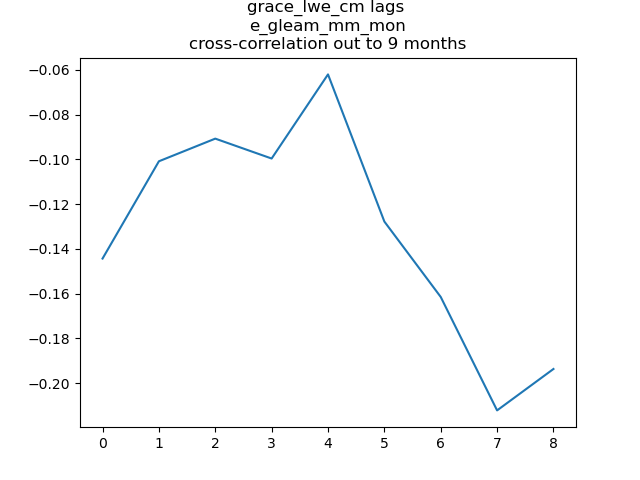 grace_lwe_cm lags
e_gleam_mm_mon
cross-correlation out to 9 months
−0.06
−0.08
−0.10
−0.12
−0.14
−0.16
−0.18
−0.20
0 1 2 3 4 5 6 7 8